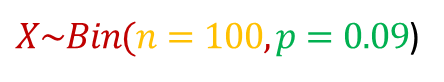 X~Bin(n = 100, p = 0.09)